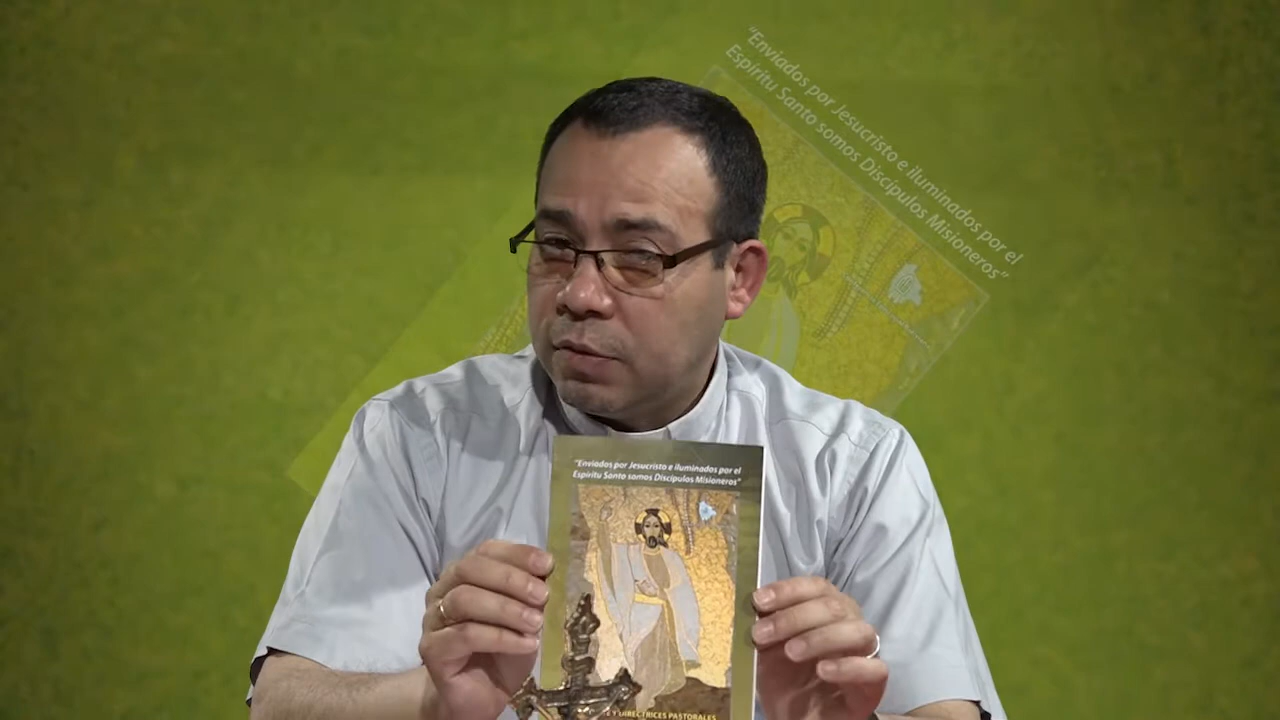 "Enviados por Jesucristo e iluminados por el
Espíritu Santo somos Discípulos Misioneros"
"Enviados por Jesucristo e iluminados por el
Espíritu Santo somos Discípulos Misioneros"
Y DIRECTRICES PASTORALES